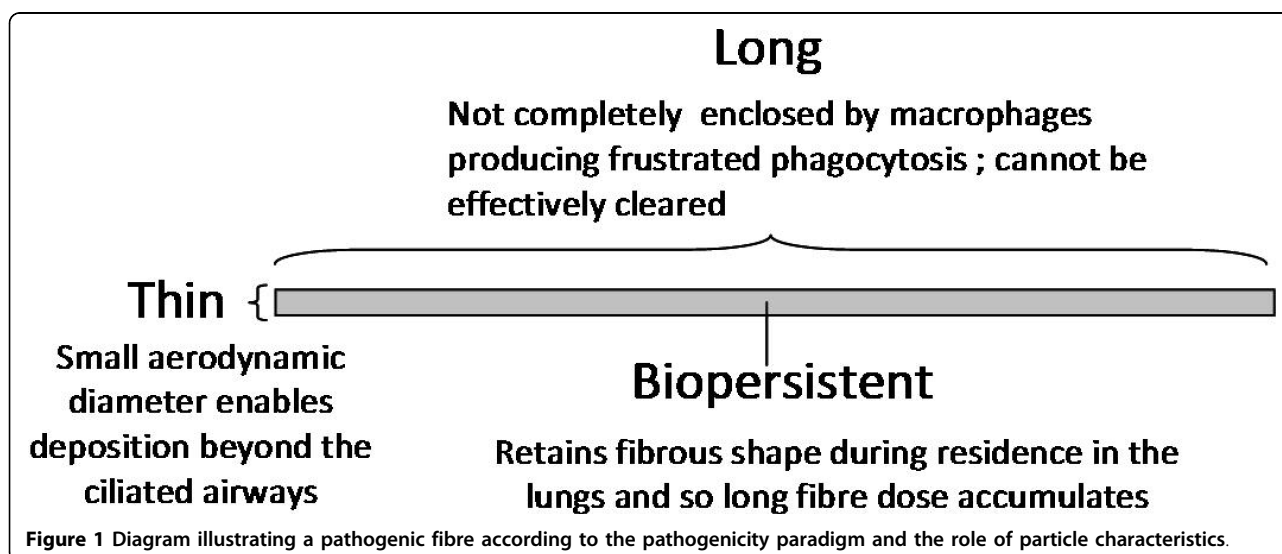 Long
Not completely enclosed by macrophages
producing frustrated phagocytosis ; cannot be
effectively cleared
Thin
Small aerodynamic
diameter enables
deposition beyond the
ciliated airways
Biopersistent
Retains fibrous shape during residence in the
lungs and so long fibre dose accumulates
Figure 1 Diagram illustrating a pathogenic fibre according to the pathogenicity paradigm and the role of particle characteristics.